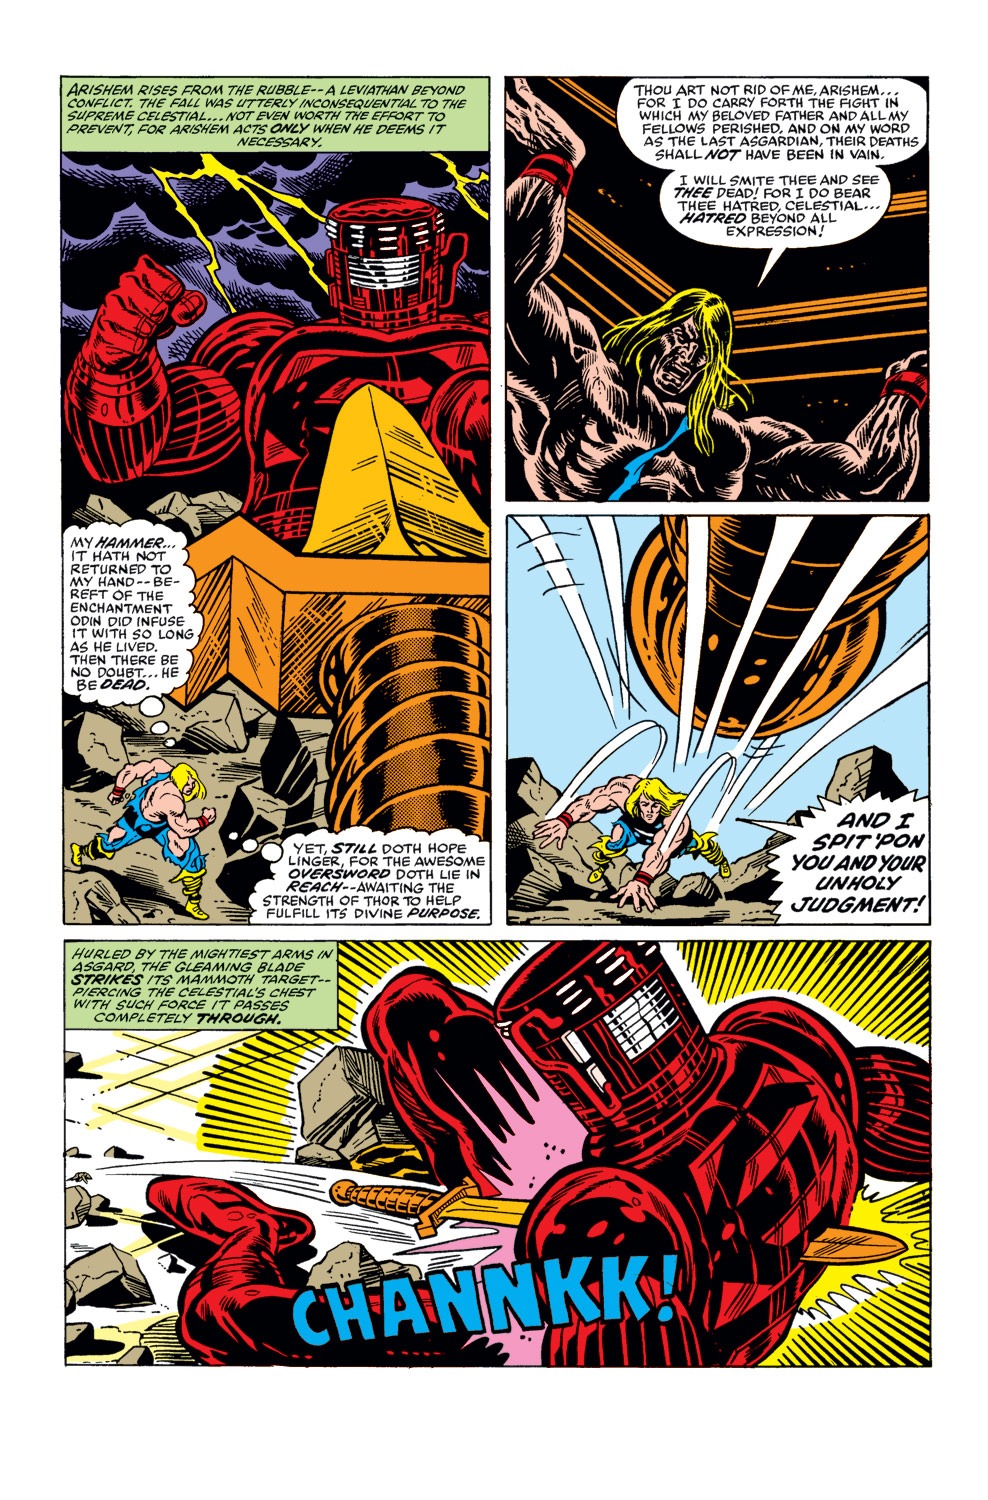 ARISHEM RISES FROM THE RUBBLE--A LEVIATHAN BEYOND
CONFLICT. THE FALL WAS UTTERLY INCONSEQUENTIAL TO THE
SUPREME CELESTIAL... NOT EVEN WORTH THE EFFORT TO
PREVENT, FOR ARISHEM ACTS ONLY WHEN HE DEEMS IT
NECESSARY.
MY HAMMER...
IT HATH NOT
RETURNED TO
MY HAND--BE-
REFT OF THE
ENCHANTMENT
ODIN DID INFUSE
IT WITH SO LONG
AS HE LIVED.
THEN THERE BE
NO DOUBT... HE
BE DEAD.
YET, STILL DOTH HOPE
LINGER, FOR THE AWESOME
OVERSWORD DOTH LIE IN
REACH--AWAITING THE
STRENGTH OF THOR TO HELP
FULFILL ITS DIVINE PURPOSE.
THOU ART NOT RID OF ME, ARISHEM...
FOR I DO CARRY FORTH THE FIGHT IN
WHICH MY BELOVED FATHER AND ALL MY
FELLOWS PERISHED, AND ON MY WORD
AS THE LAST ASGARDIAN, THEIR DEATHS
SHALL NOT HAVE BEEN IN VAIN.
I WILL SMITE THEE AND SEE
THEE DEAD! FOR I DO BEAR
THEE HATRED, CELESTIAL...
HATRED BEYOND ALL
EXPRESSION!
AND I
SPIT 'PON
YOU AND YOUR
UNHOLY
JUDGMENT!
HURLED BY THE MIGHTIEST ARMS IN
ASGARD, THE GLEAMING BLADE
STRIKES ITS MAMMOTH TARGET--
PIERCING THE CELESTIAL'S CHEST
WITH SUCH FORCE IT PASSES
COMPLETELY THROUGH.
CHANNKK!